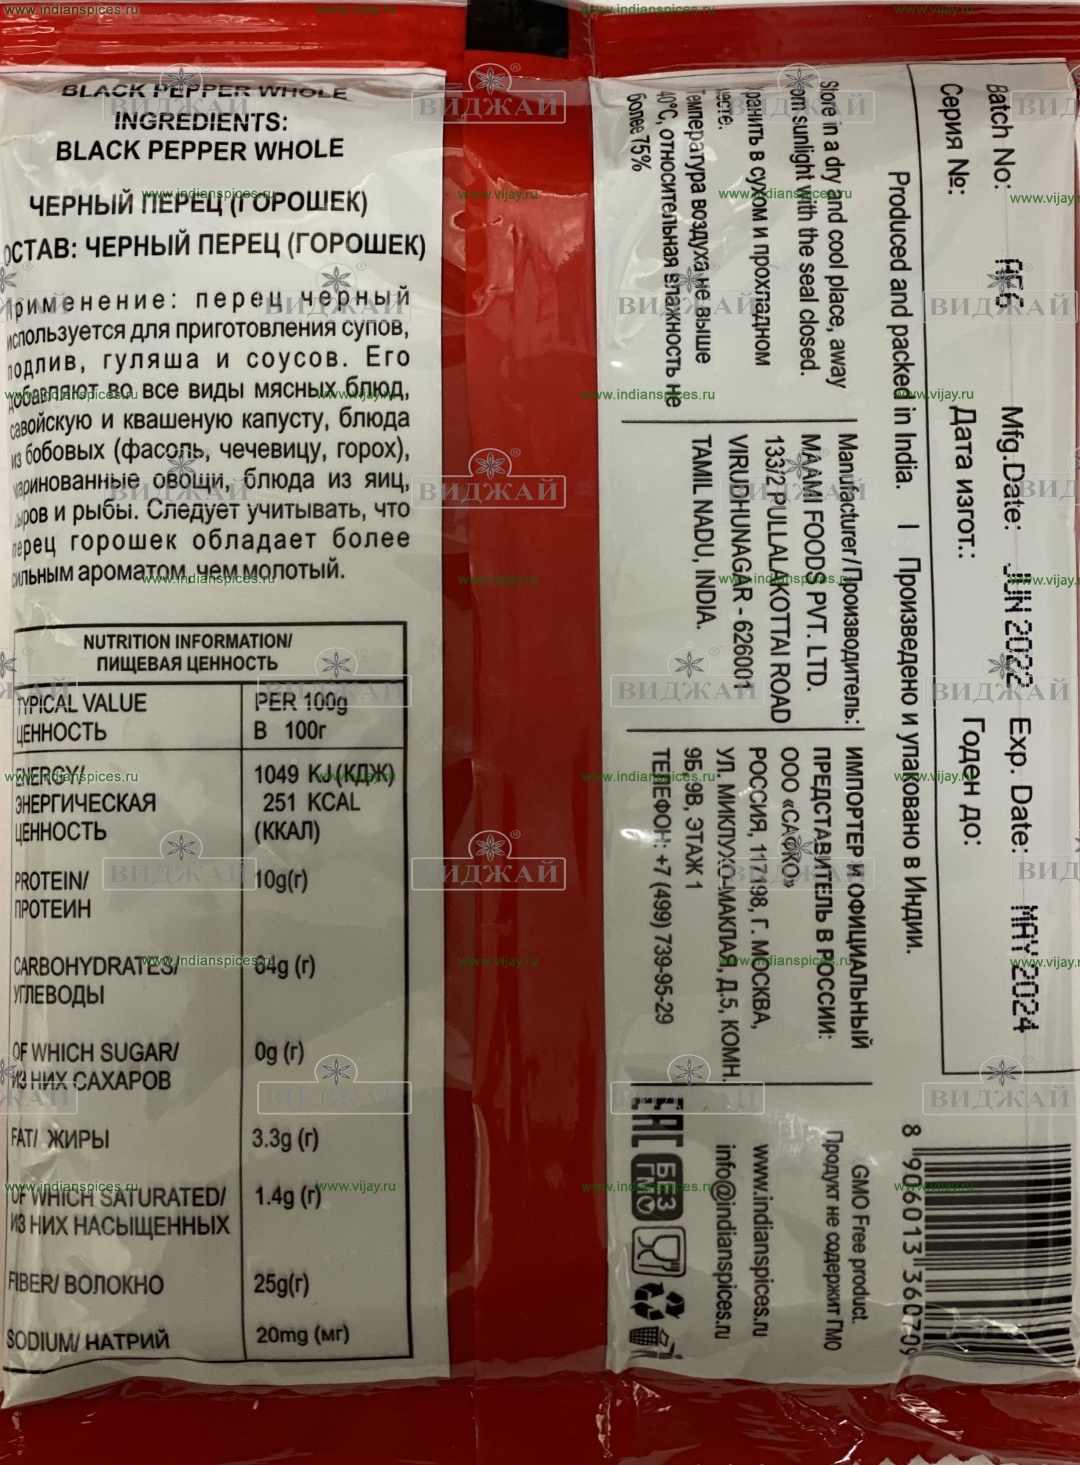 BLACK PEPPER WHOLE
INGREDIENTS:
BLACK PEPPER WHOLE
ЧЕРНЫЙ ПЕРЕЦ (ГОРОШЕК)
ОСТАВ: ЧЕРНЫЙ ПЕРЕЦ (ГОРОШЕК)
рименение: перец черный
используется для приготовления супов,
подлив, гуляша и соусов. Его
добавляют во все виды мясных блюд,
савойскую и квашеную капусту, блюда
из бобовых (фасоль, чечевицу, горох),
маринованные овощи, блюда из яиц,
сыров и рыбы. Следует учитывать, что
перец горошек обладает более
сильным ароматом, чем молотый.
NUTRITION INFORMATION/
ПИЩЕВАЯ ЦЕННОСТЬ
TYPICAL VALUE PER 100g
ЦЕННОСТЬ В 100г
ENERGY/ 1049 KJ(КДЖ)
ЭНЕРГИЧЕСКАЯ 251 KCAL
ЦЕННОСТЬ (ККАЛ)
PROTEIN/ 10g(г)
ПРОТЕИН
CARBOHYDRATES/ 64g (г)
УГЛЕВОДЫ
OF WHICH SUGAR/ 0g (г)
ИЗ НИХ САХАРОВ
FAT/ ЖИРЫ 3.3g (г)
OF WHICH SATURATED/ 1.4g (г)
ИЗ НИХ НАСЫЩЕННЫХ
FIBER/ ВОЛОКНО 25g(г)
SODIUM/ НАТРИЙ 20mg (мг)
Batch No: AF6 Mfg.Date: JUN 2022 Exp. Date: MAY 2024
Серия №: Дата изгот.: Годен до:
Produced and packed in India. | Произведено и упаковано в Индии.
Store in a dry and cool place, away
from sunlight with the seal closed.
хранить в сухом и прохладном
месте.
Температура воздуха не выше
40°С, относительная влажность не
более 75%
Manufacturer/Производитель:
MAAMI FOODS PVT. LTD.
133/2 PULLALAKOTTAI ROAD
VIRUDHUNAGAR - 626001
TAMIL NADU, INDIA.
ИМПОРТЕР И ОФИЦИАЛЬНЫЙ
ПРЕДСТАВИТЕЛЬ В РОССИИ:
ООО «САФКО»
РОССИЯ, 117198, Г. МОСКВА,
УЛ. МИКЛУХО-МАКЛАЯ, Д.5, КОМН.
9Б, 9В, ЭТАЖ 1
ТЕЛЕФОН: +7 (499) 739-95-29
GMO Free product.
Продукт не содержит ГМО
www.indianspices.ru
info@indianspices.ru
EAC
БЕЗ
ГМО
8 906013 360709
www.indianspices.ru
www.vijay.ru
ВИДЖАЙ